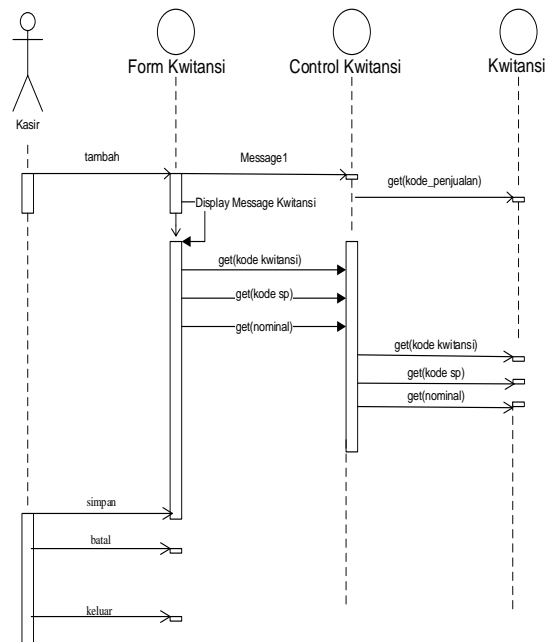 Form Kwitansi
Control Kwitansi
Kwitansi
Kasir
tambah
Message1
get(kode_penjualan)
Display Message Kwitansi
get(kode kwitansi)
get(kode sp)
get(nominal)
get(kode kwitansi)
get(kode sp)
get(nominal)
simpan
batal
keluar